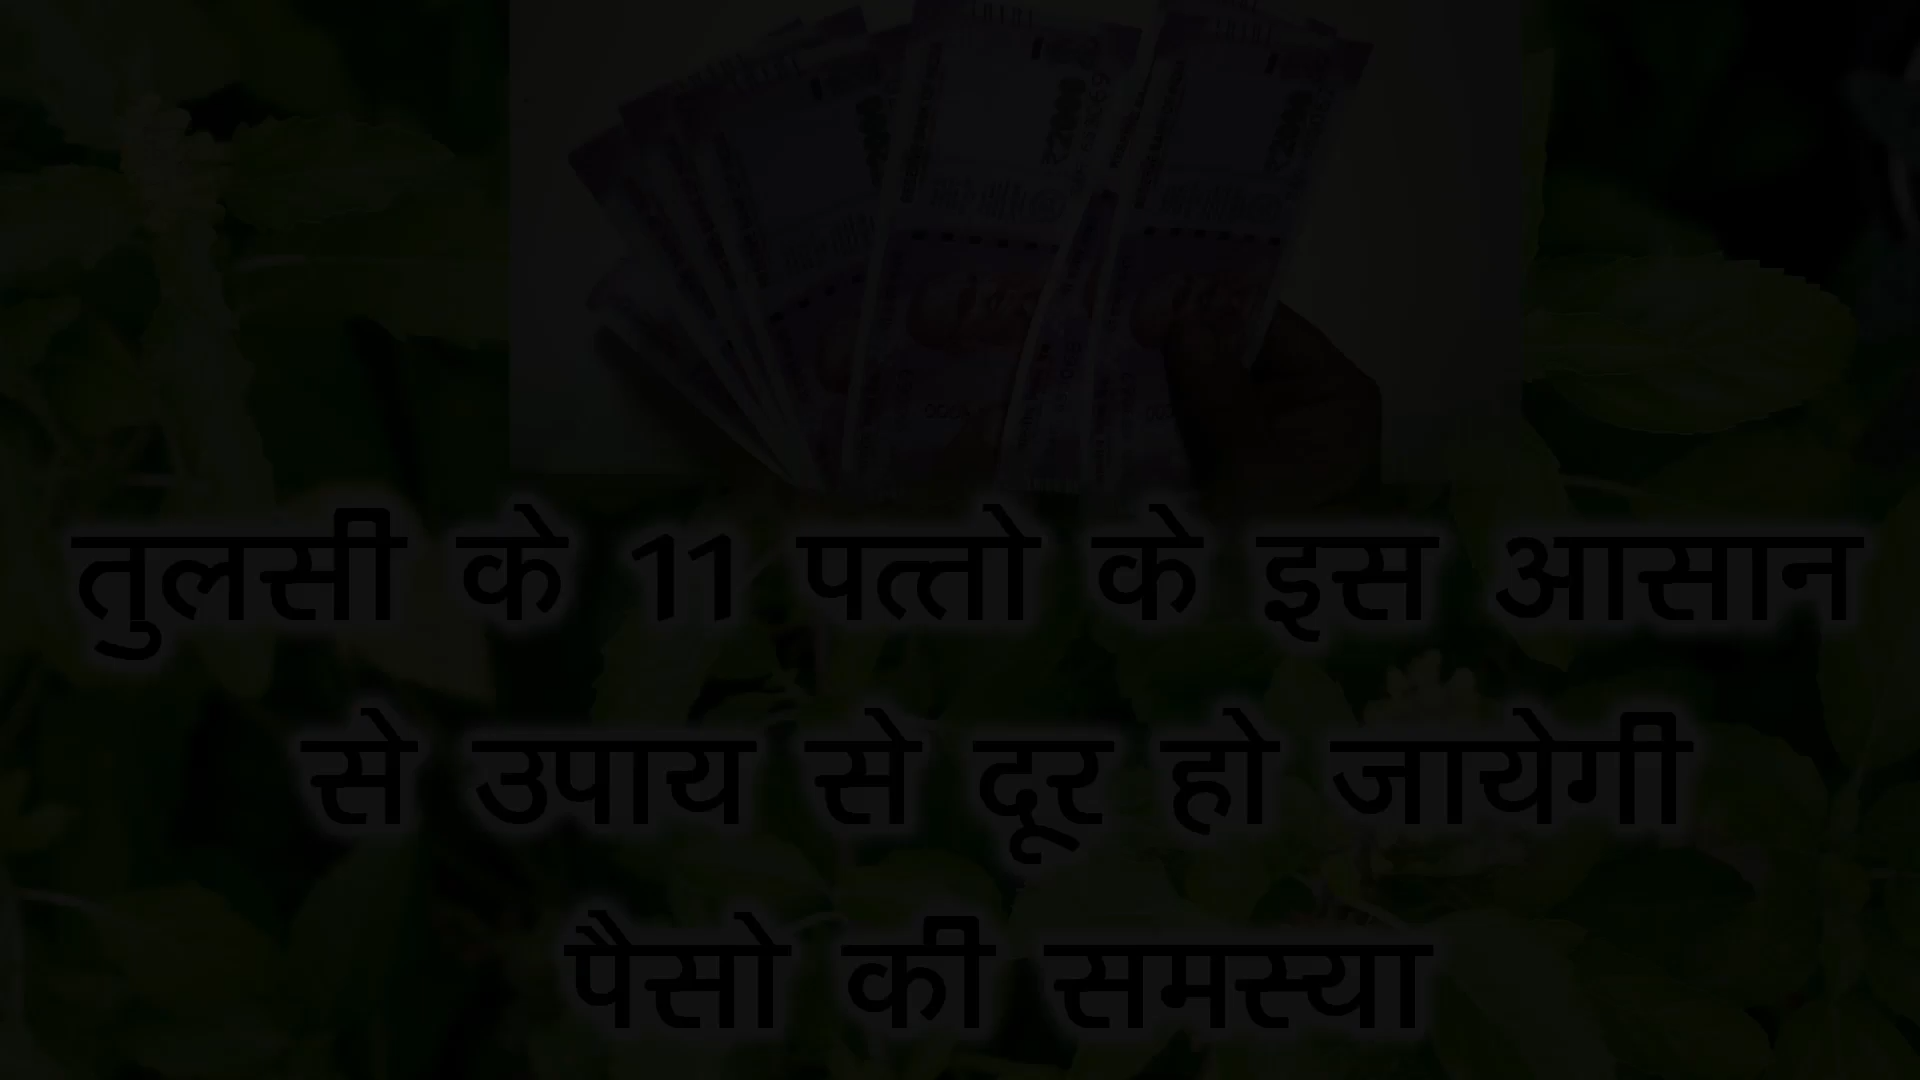 तुलसी के 11 पत्तो के इस आसान
से उपाय से दूर हो जायेगी
पैसो की समस्या